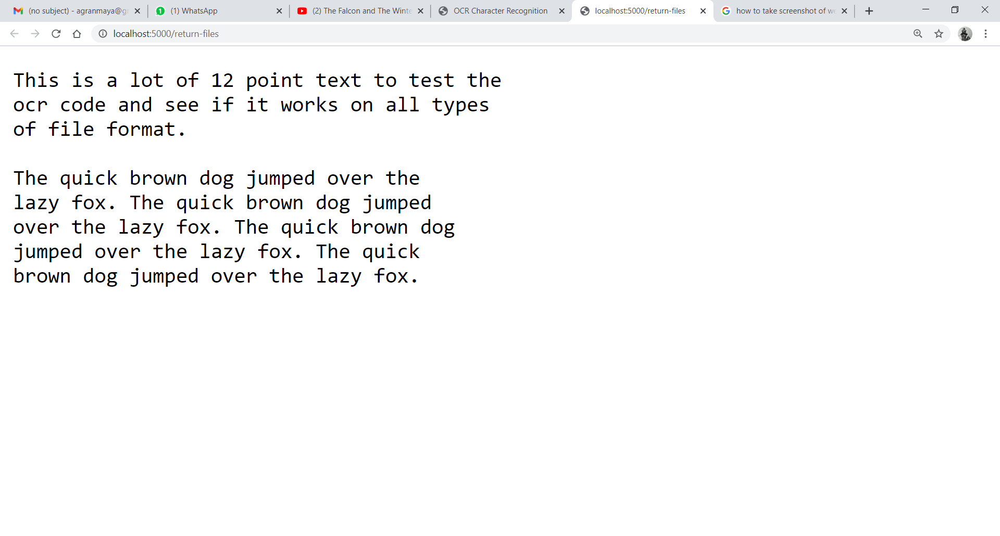 (no subject) - agranmaya@g
(1) WhatsApp
(2) The Falcon and The Winte
OCR Character Recognition
localhost:5000/return-files
how to take screenshot of we
localhost:5000/return-files
This is a lot of 12 point text to test the
ocr code and see if it works on all types
of file format.
The quick brown dog jumped over the
lazy fox. The quick brown dog jumped
over the lazy fox. The quick brown dog
jumped over the lazy fox. The quick
brown dog jumped over the lazy fox.